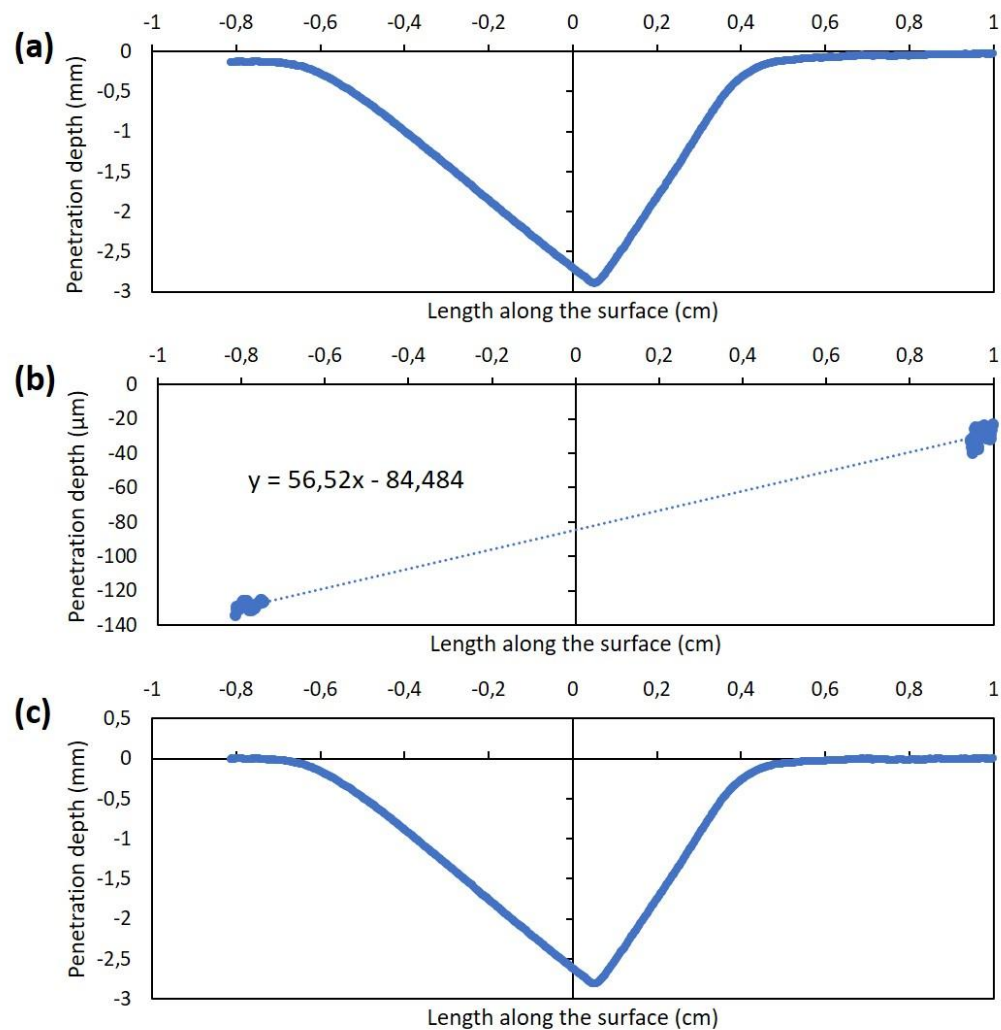 (a)
-1 -0,8 -0,6 -0,4 -0,2 0 0,2 0,4 0,6 0,8 1
0
-0,5
-1
-1,5
-2
-2,5
-3
Penetration depth (mm)
Length along the surface (cm)
(b)
-1 -0,8 -0,6 -0,4 -0,2 0 0,2 0,4 0,6 0,8 1
0
-20
-40
-60
-80
-100
-120
-140
Penetration depth (µm)
y = 56,52x - 84,484
Length along the surface (cm)
(c)
-1 -0,8 -0,6 -0,4 -0,2 0 0,2 0,4 0,6 0,8 1
0,5
0
-0,5
-1
-1,5
-2
-2,5
-3
Penetration depth (mm)
Length along the surface (cm)